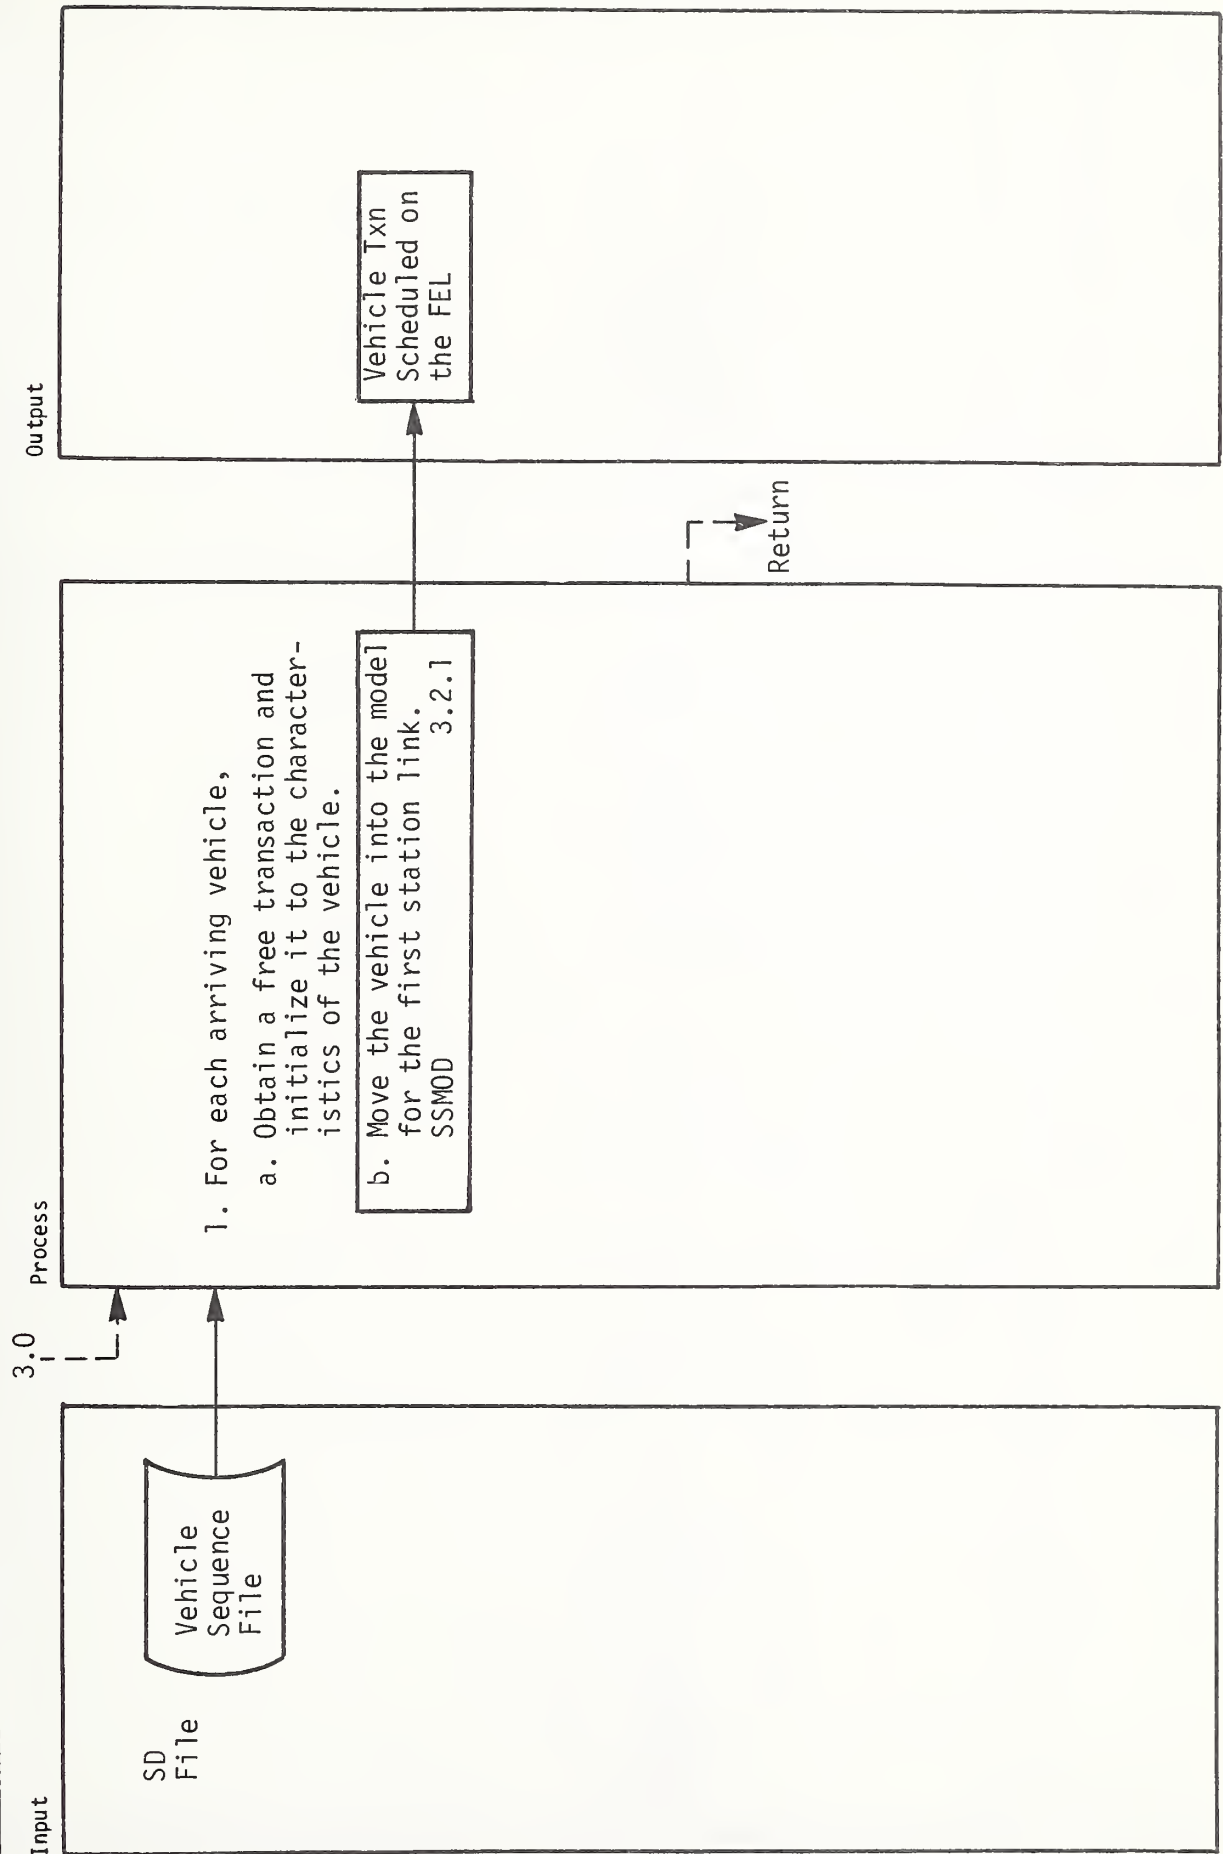 Input
SD
File
Vehicle
Sequence
File
3.0
Process
1. For each arriving vehicle,
a. Obtain a free transaction and
initialize it to the character-
istics of the vehicle.
b. Move the vehicle into the model
for the first station link.
SSMOD 3.2.1
Return
Output
Vehicle Txn
Scheduled on
the FEL